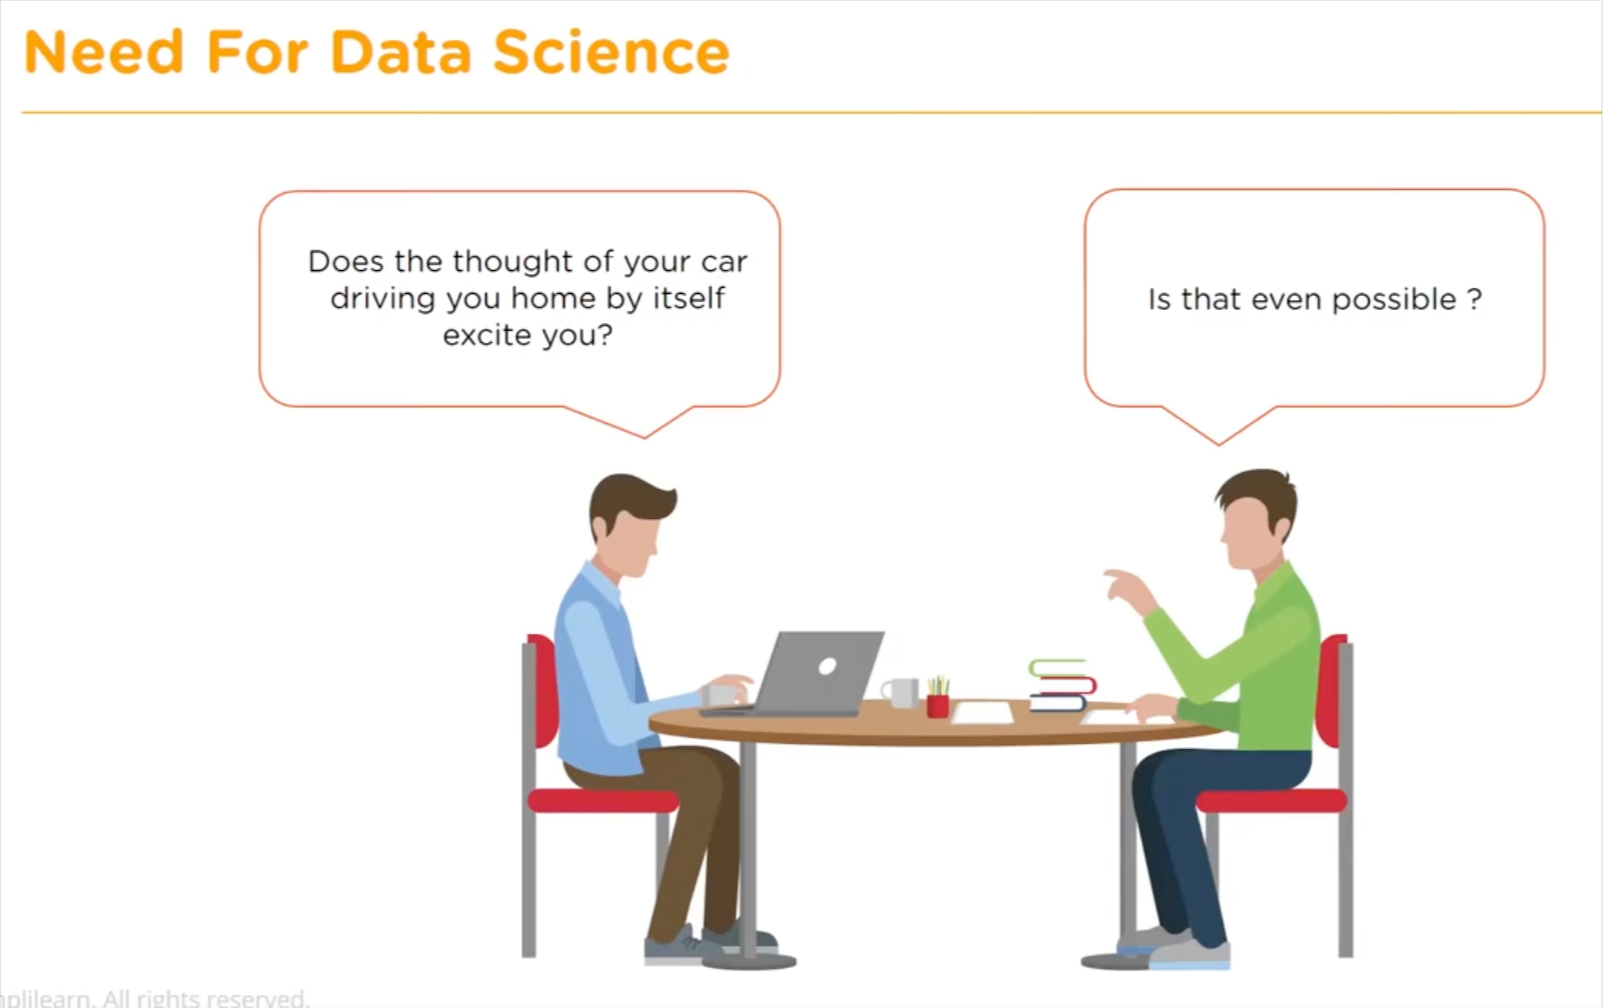 Need For Data Science
Does the thought of your car
driving you home by itself
excite you?
Is that even possible ?
plilearn. All rights reserved.